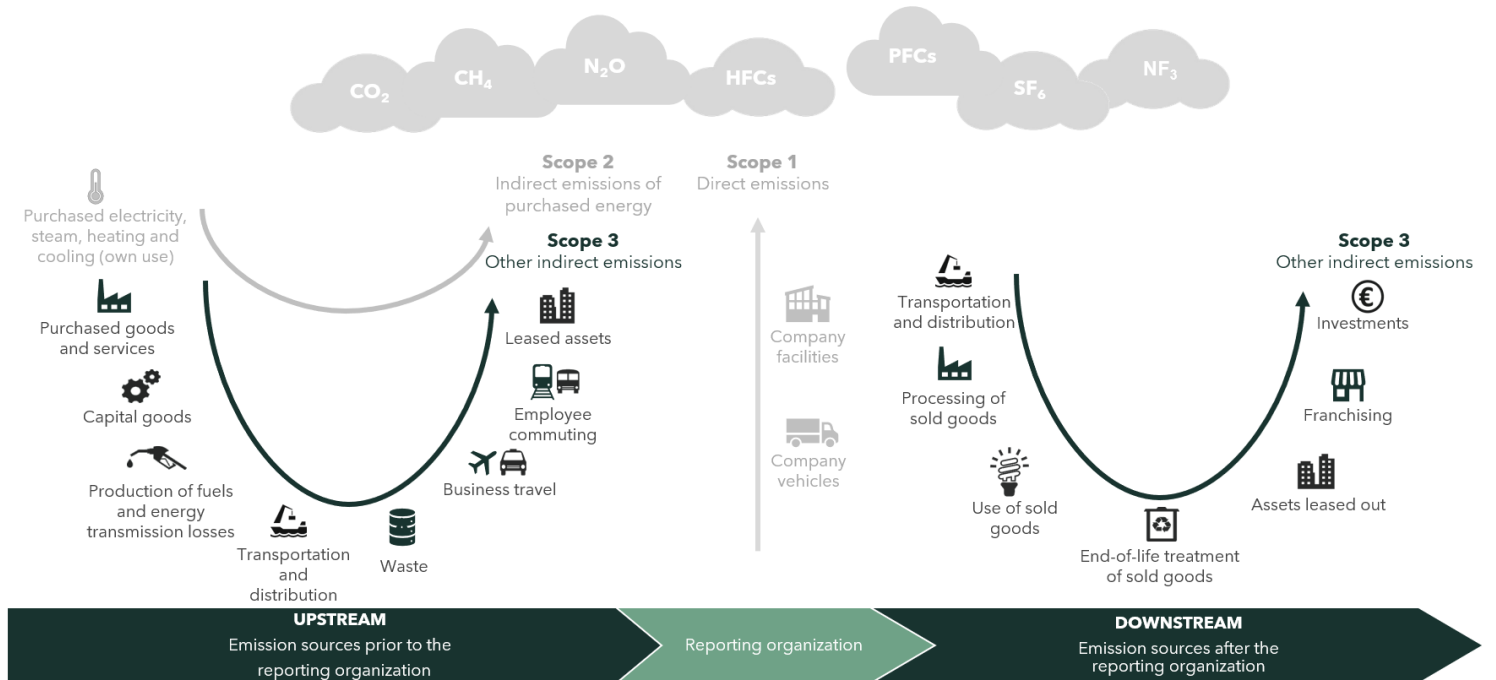 CO₂
CH₄
N₂O
HFCs
PFCs
SF₆
NF₃
Scope 2
Indirect emissions of
purchased energy
Scope 1
Direct emissions
Purchased electricity,
steam, heating and
cooling (own use)
Scope 3
Other indirect emissions
Purchased goods
and services
Capital goods
Production of fuels
and energy
transmission losses
Transportation
and
distribution
Waste
Business travel
Employee
commuting
Leased assets
Company
facilities
Company
vehicles
Scope 3
Other indirect emissions
Transportation
and distribution
Processing of
sold goods
Use of sold
goods
End-of-life treatment
of sold goods
Assets leased out
Franchising
€
Investments
UPSTREAM
Emission sources prior to the
reporting organization
Reporting organization
DOWNSTREAM
Emission sources after the
reporting organization